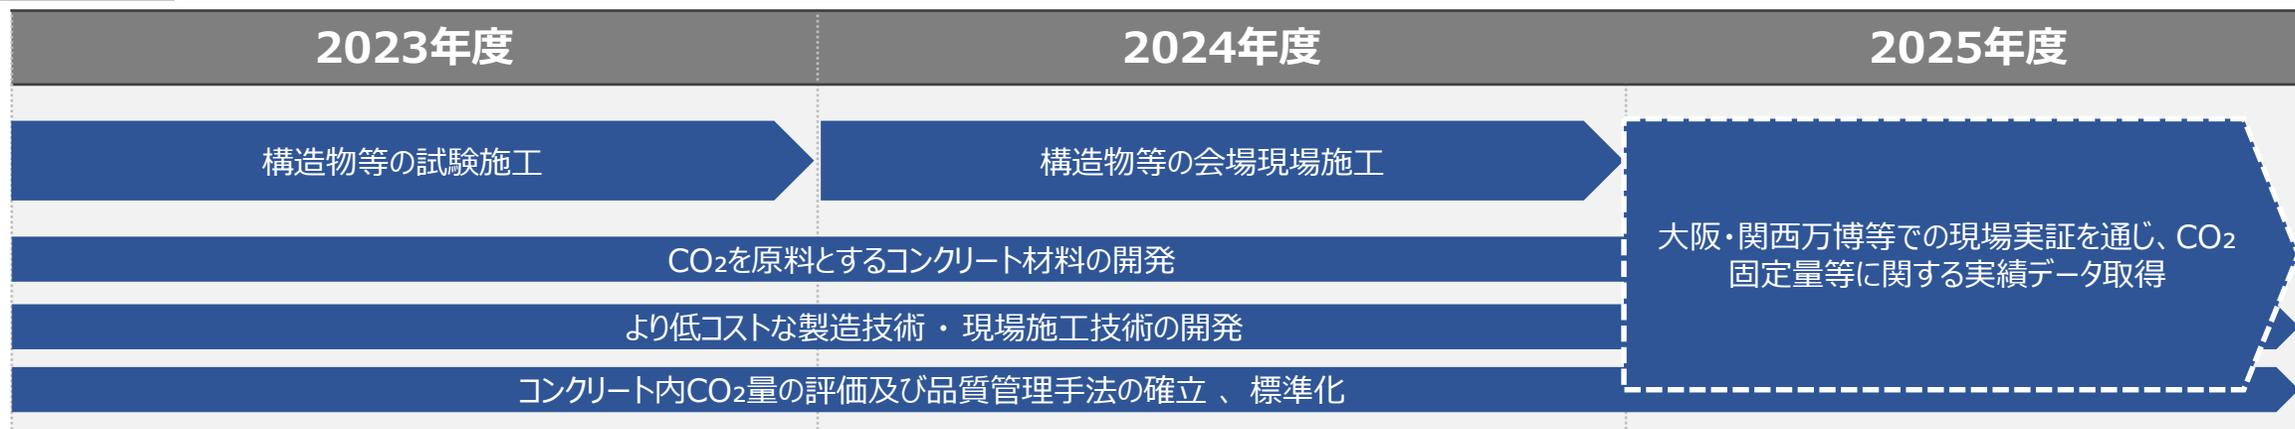 2023年度
2024年度
2025年度
構造物等の試験施工
構造物等の会場現場施工
大阪・関西万博等での現場実証を通じ、CO₂
固定量等に関する実績データ取得
CO₂を原料とするコンクリート材料の開発
より低コストな製造技術 ・ 現場施工技術の開発
コンクリート内CO₂量の評価及び品質管理手法の確立 、標準化